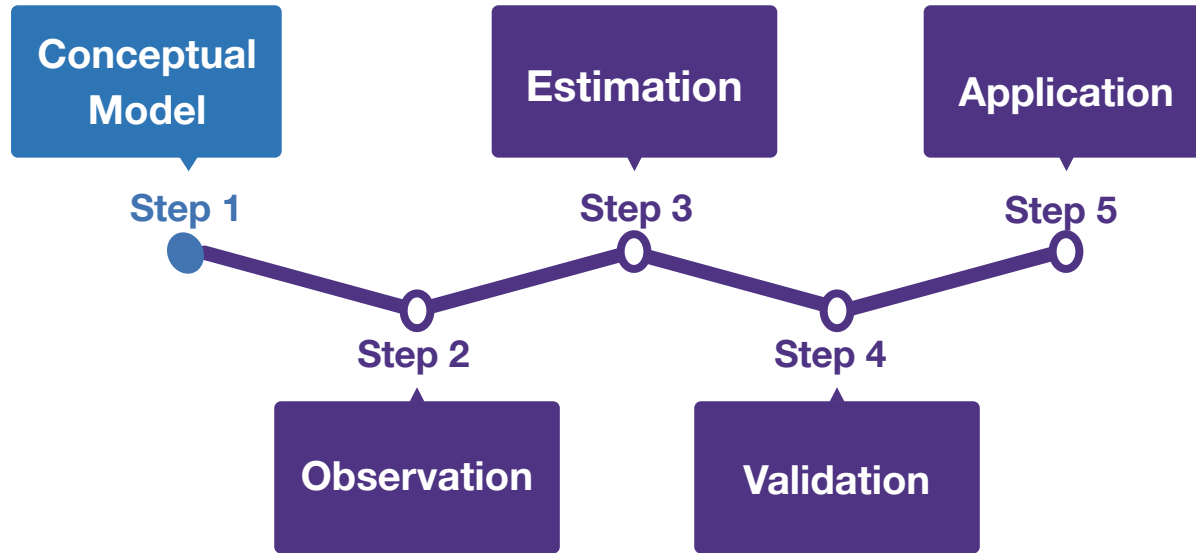 Conceptual
Model
Step 1
Step 2
Observation
Estimation
Step 3
Step 4
Validation
Application
Step 5